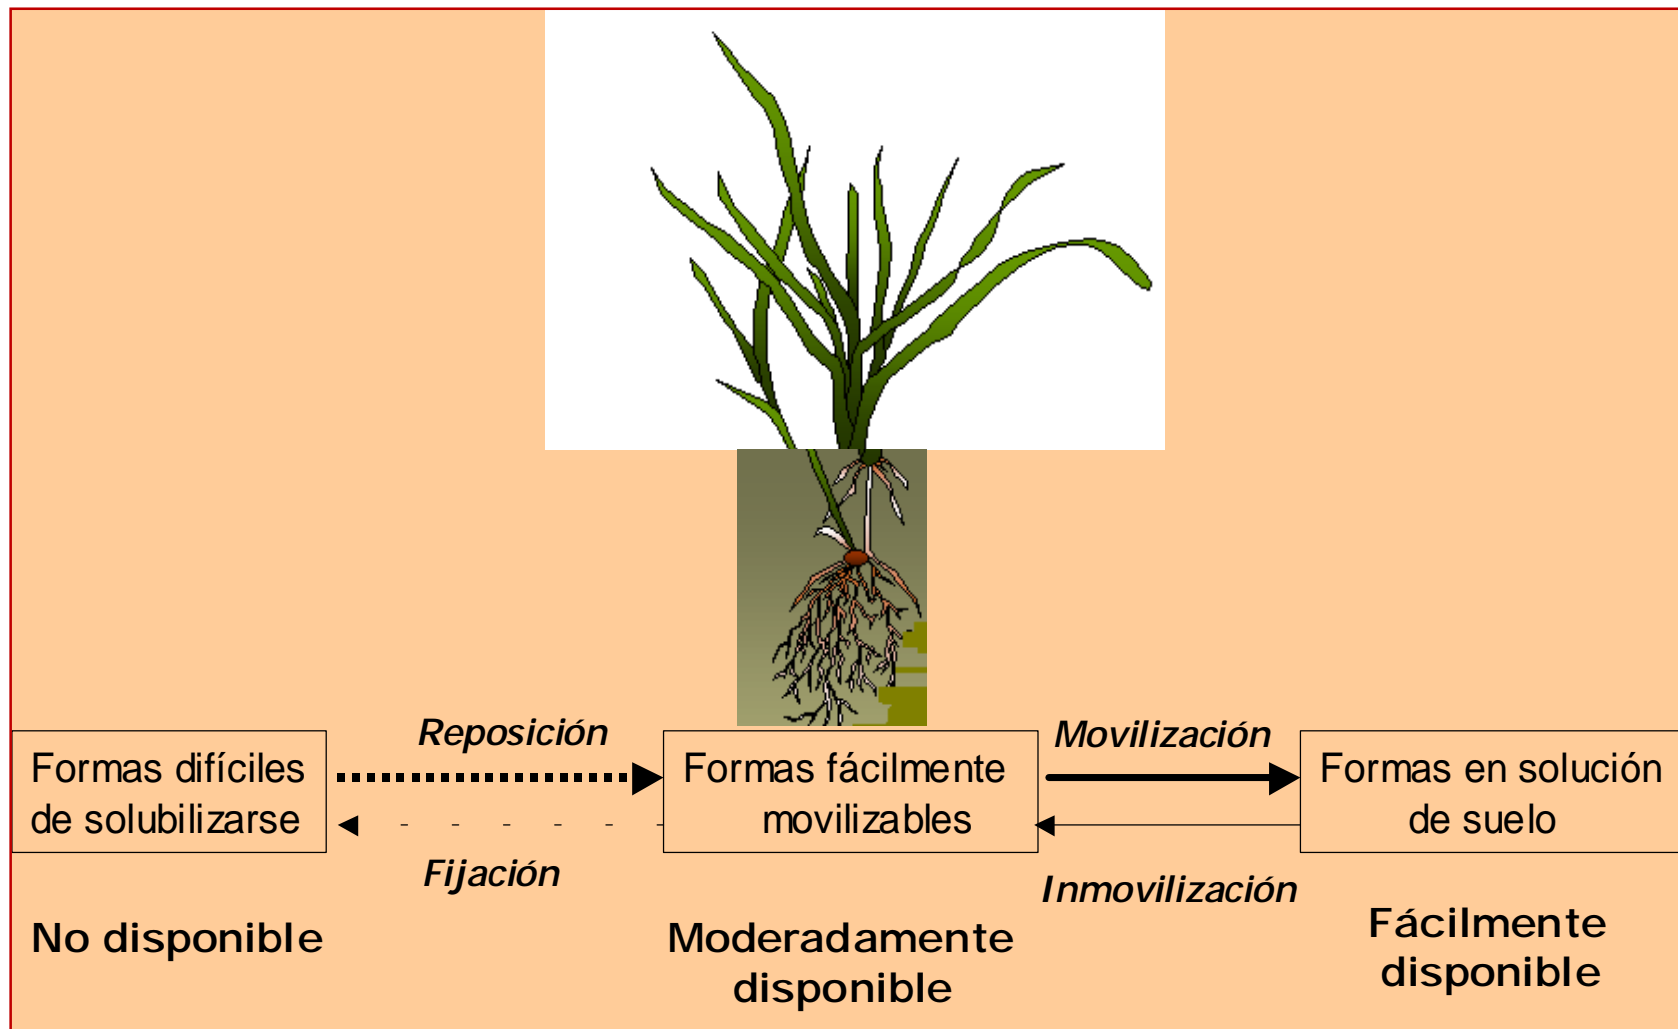 Reposición
Movilización
Formas difíciles
de solubilizarse
Formas fácilmente
movilizables
Formas en solución
de suelo
Fijación
Inmovilización
No disponible
Moderadamente
disponible
Fácilmente
disponible